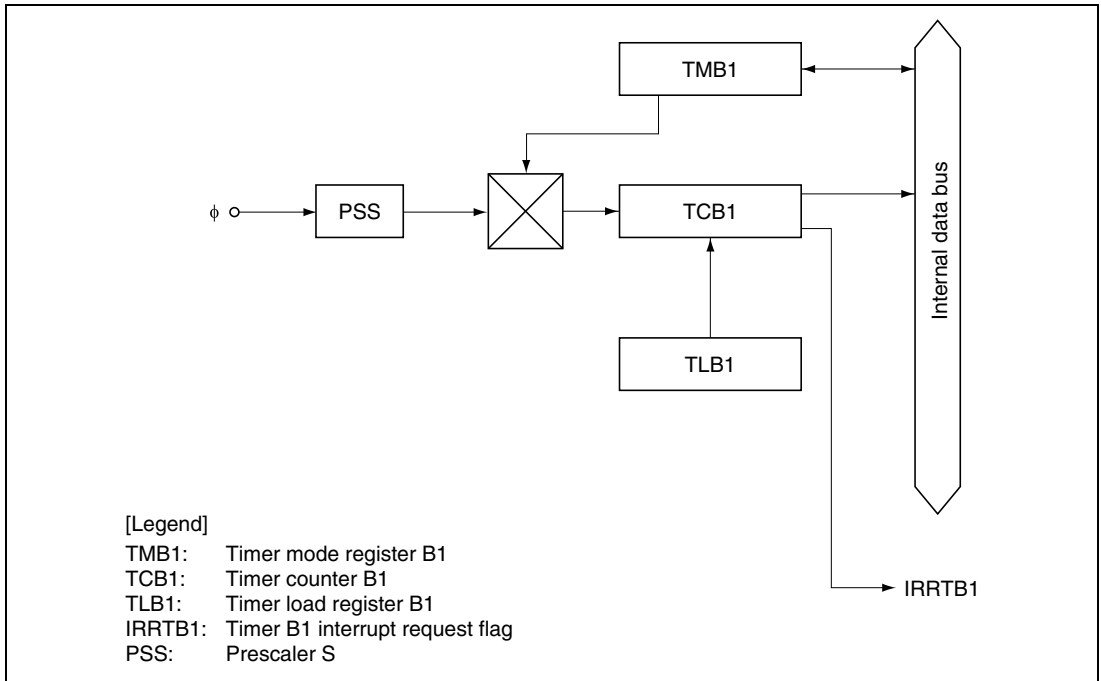 TMB1
φ
PSS
TCB1
Internal data bus
TLB1
IRRTB1
[Legend]
TMB1: Timer mode register B1
TCB1: Timer counter B1
TLB1: Timer load register B1
IRRTB1: Timer B1 interrupt request flag
PSS: Prescaler S